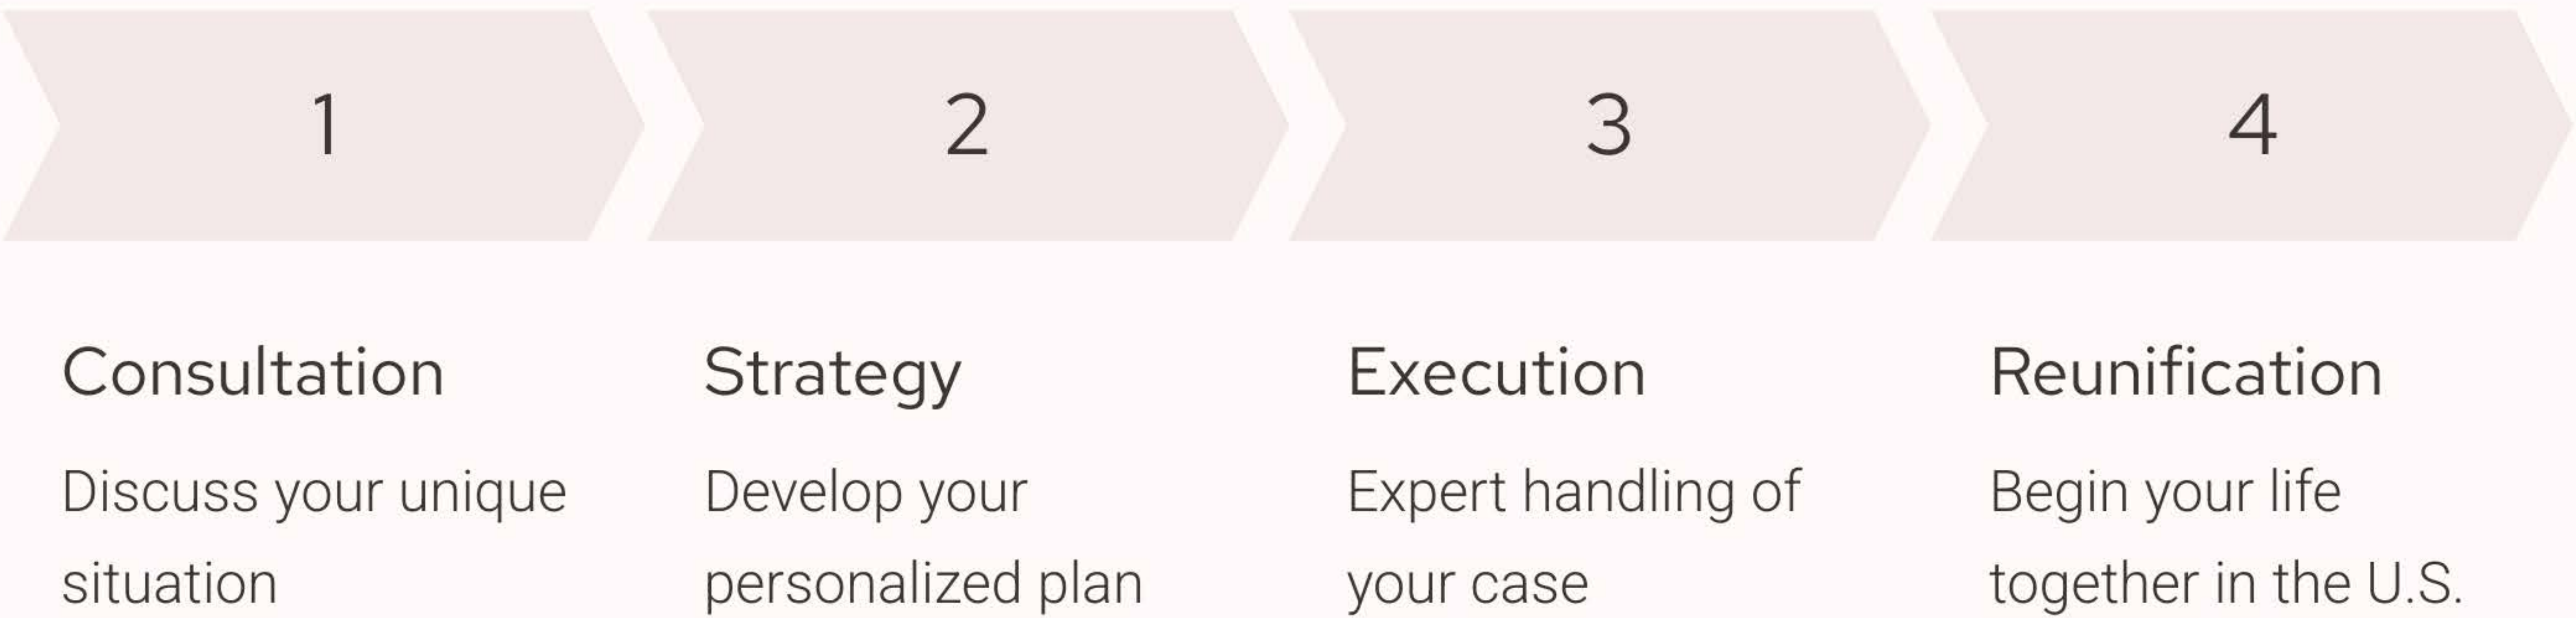 1
2
3
4
Consultation
Discuss your unique
situation
Strategy
Develop your
personalized plan
Execution
Expert handling of
your case
Reunification
Begin your life
together in the U.S.